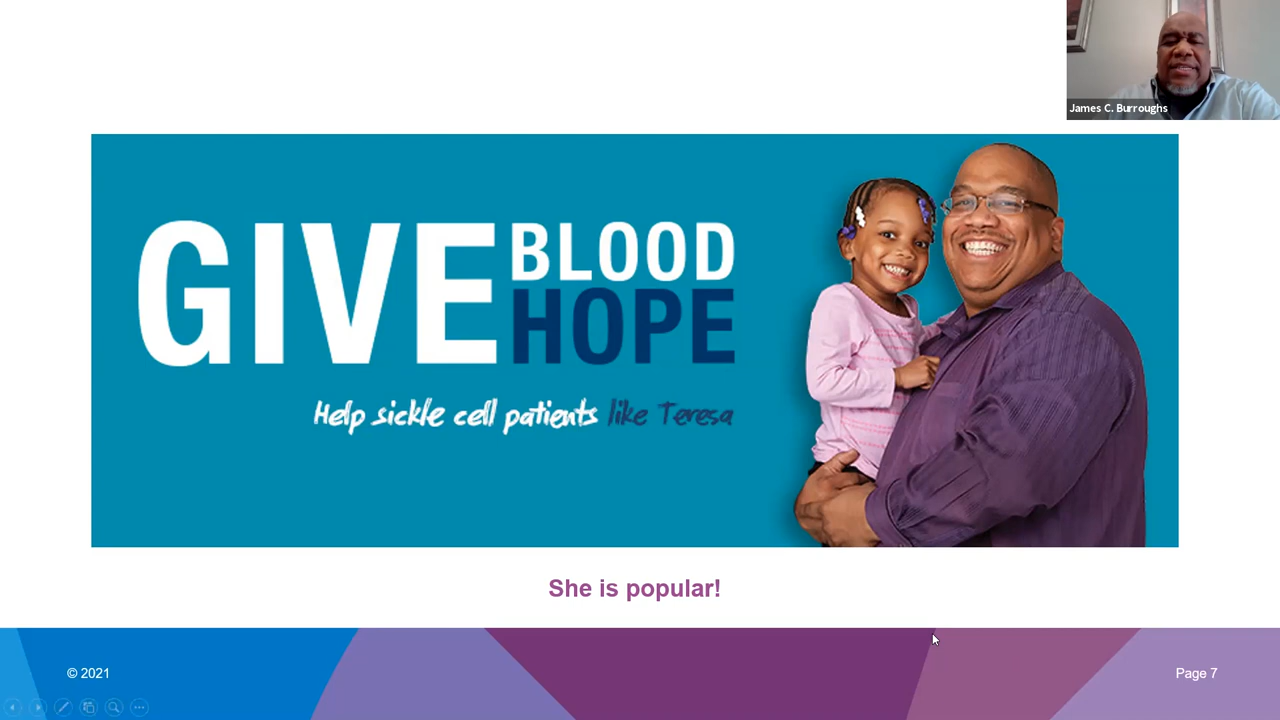 James C. Burroughs
GIVE BLOOD
HOPE
Help sickle cell patients like Teresa
She is popular!
© 2021
Page 7